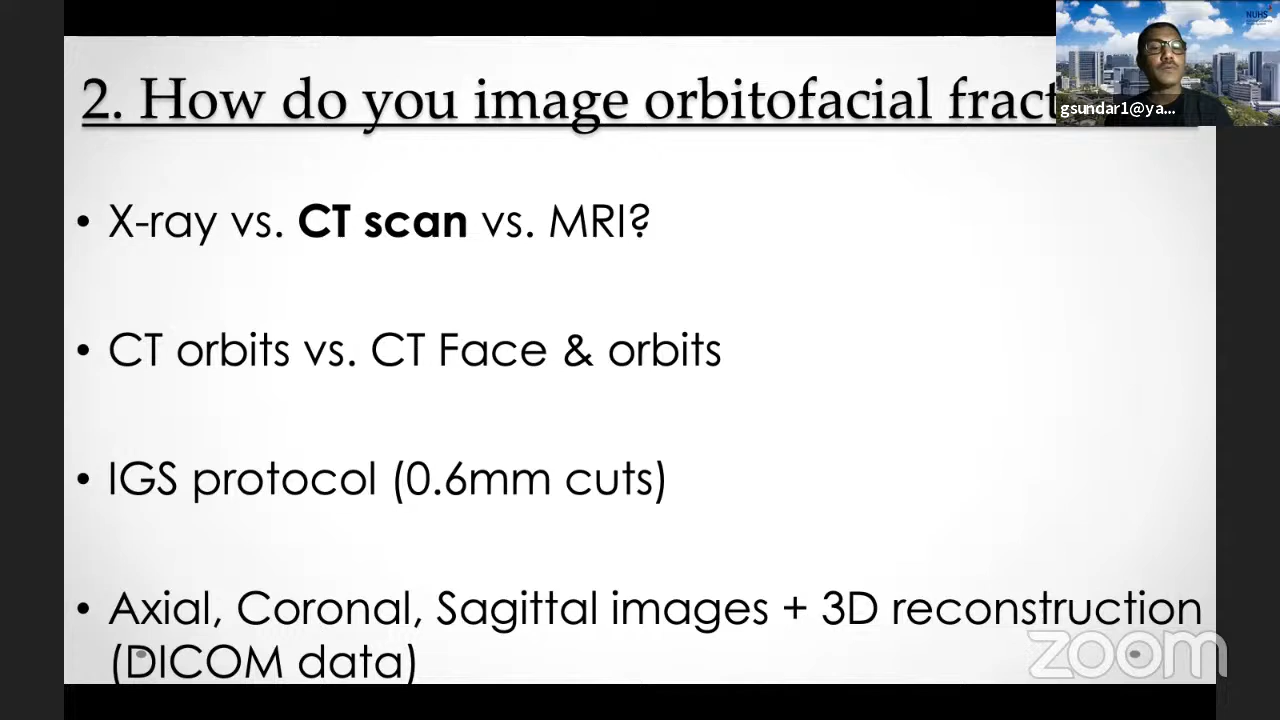 2. How do you image orbitofacial fract
NUHS
gsundar1@ya...
• X-ray vs. CT scan vs. MRI?
• CT orbits vs. CT Face & orbits
• IGS protocol (0.6mm cuts)
• Axial, Coronal, Sagittal images + 3D reconstruction
(DICOM data)
zoom